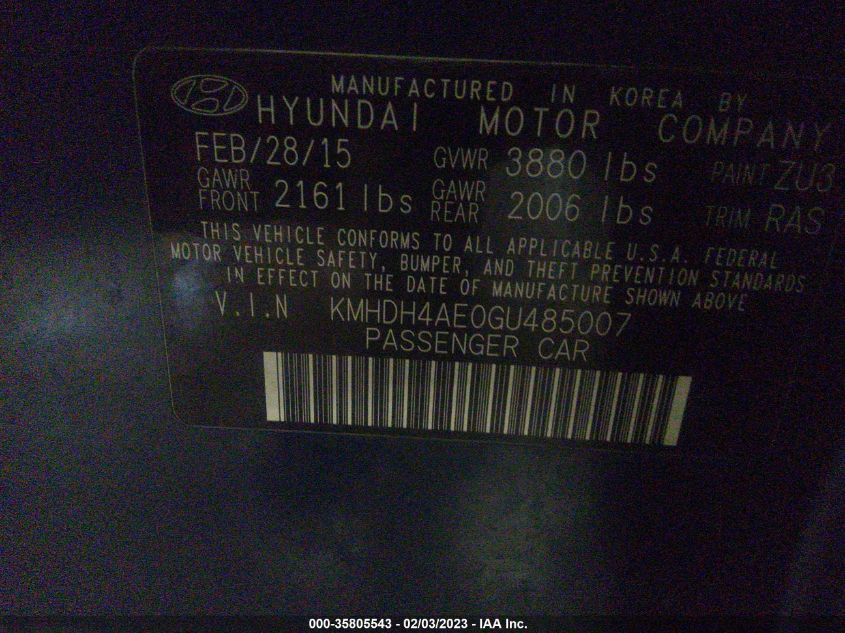 MANUFACTURED IN KOREA BY
HYUNDAI MOTOR COMPANY
FEB/28/15 GVWR 3880 lbs PAINT ZU3
GAWR FRONT 2161 lbs GAWR REAR 2006 lbs TRIM RAS
THIS VEHICLE CONFORMS TO ALL APPLICABLE U.S.A. FEDERAL
MOTOR VEHICLE SAFETY, BUMPER, AND THEFT PREVENTION STANDARDS
IN EFFECT ON THE DATE OF MANUFACTURE SHOWN ABOVE
V.I.N KMHDH4AE0GU485007
PASSENGER CAR
000-35805543 - 02/03/2023 - IAA Inc.